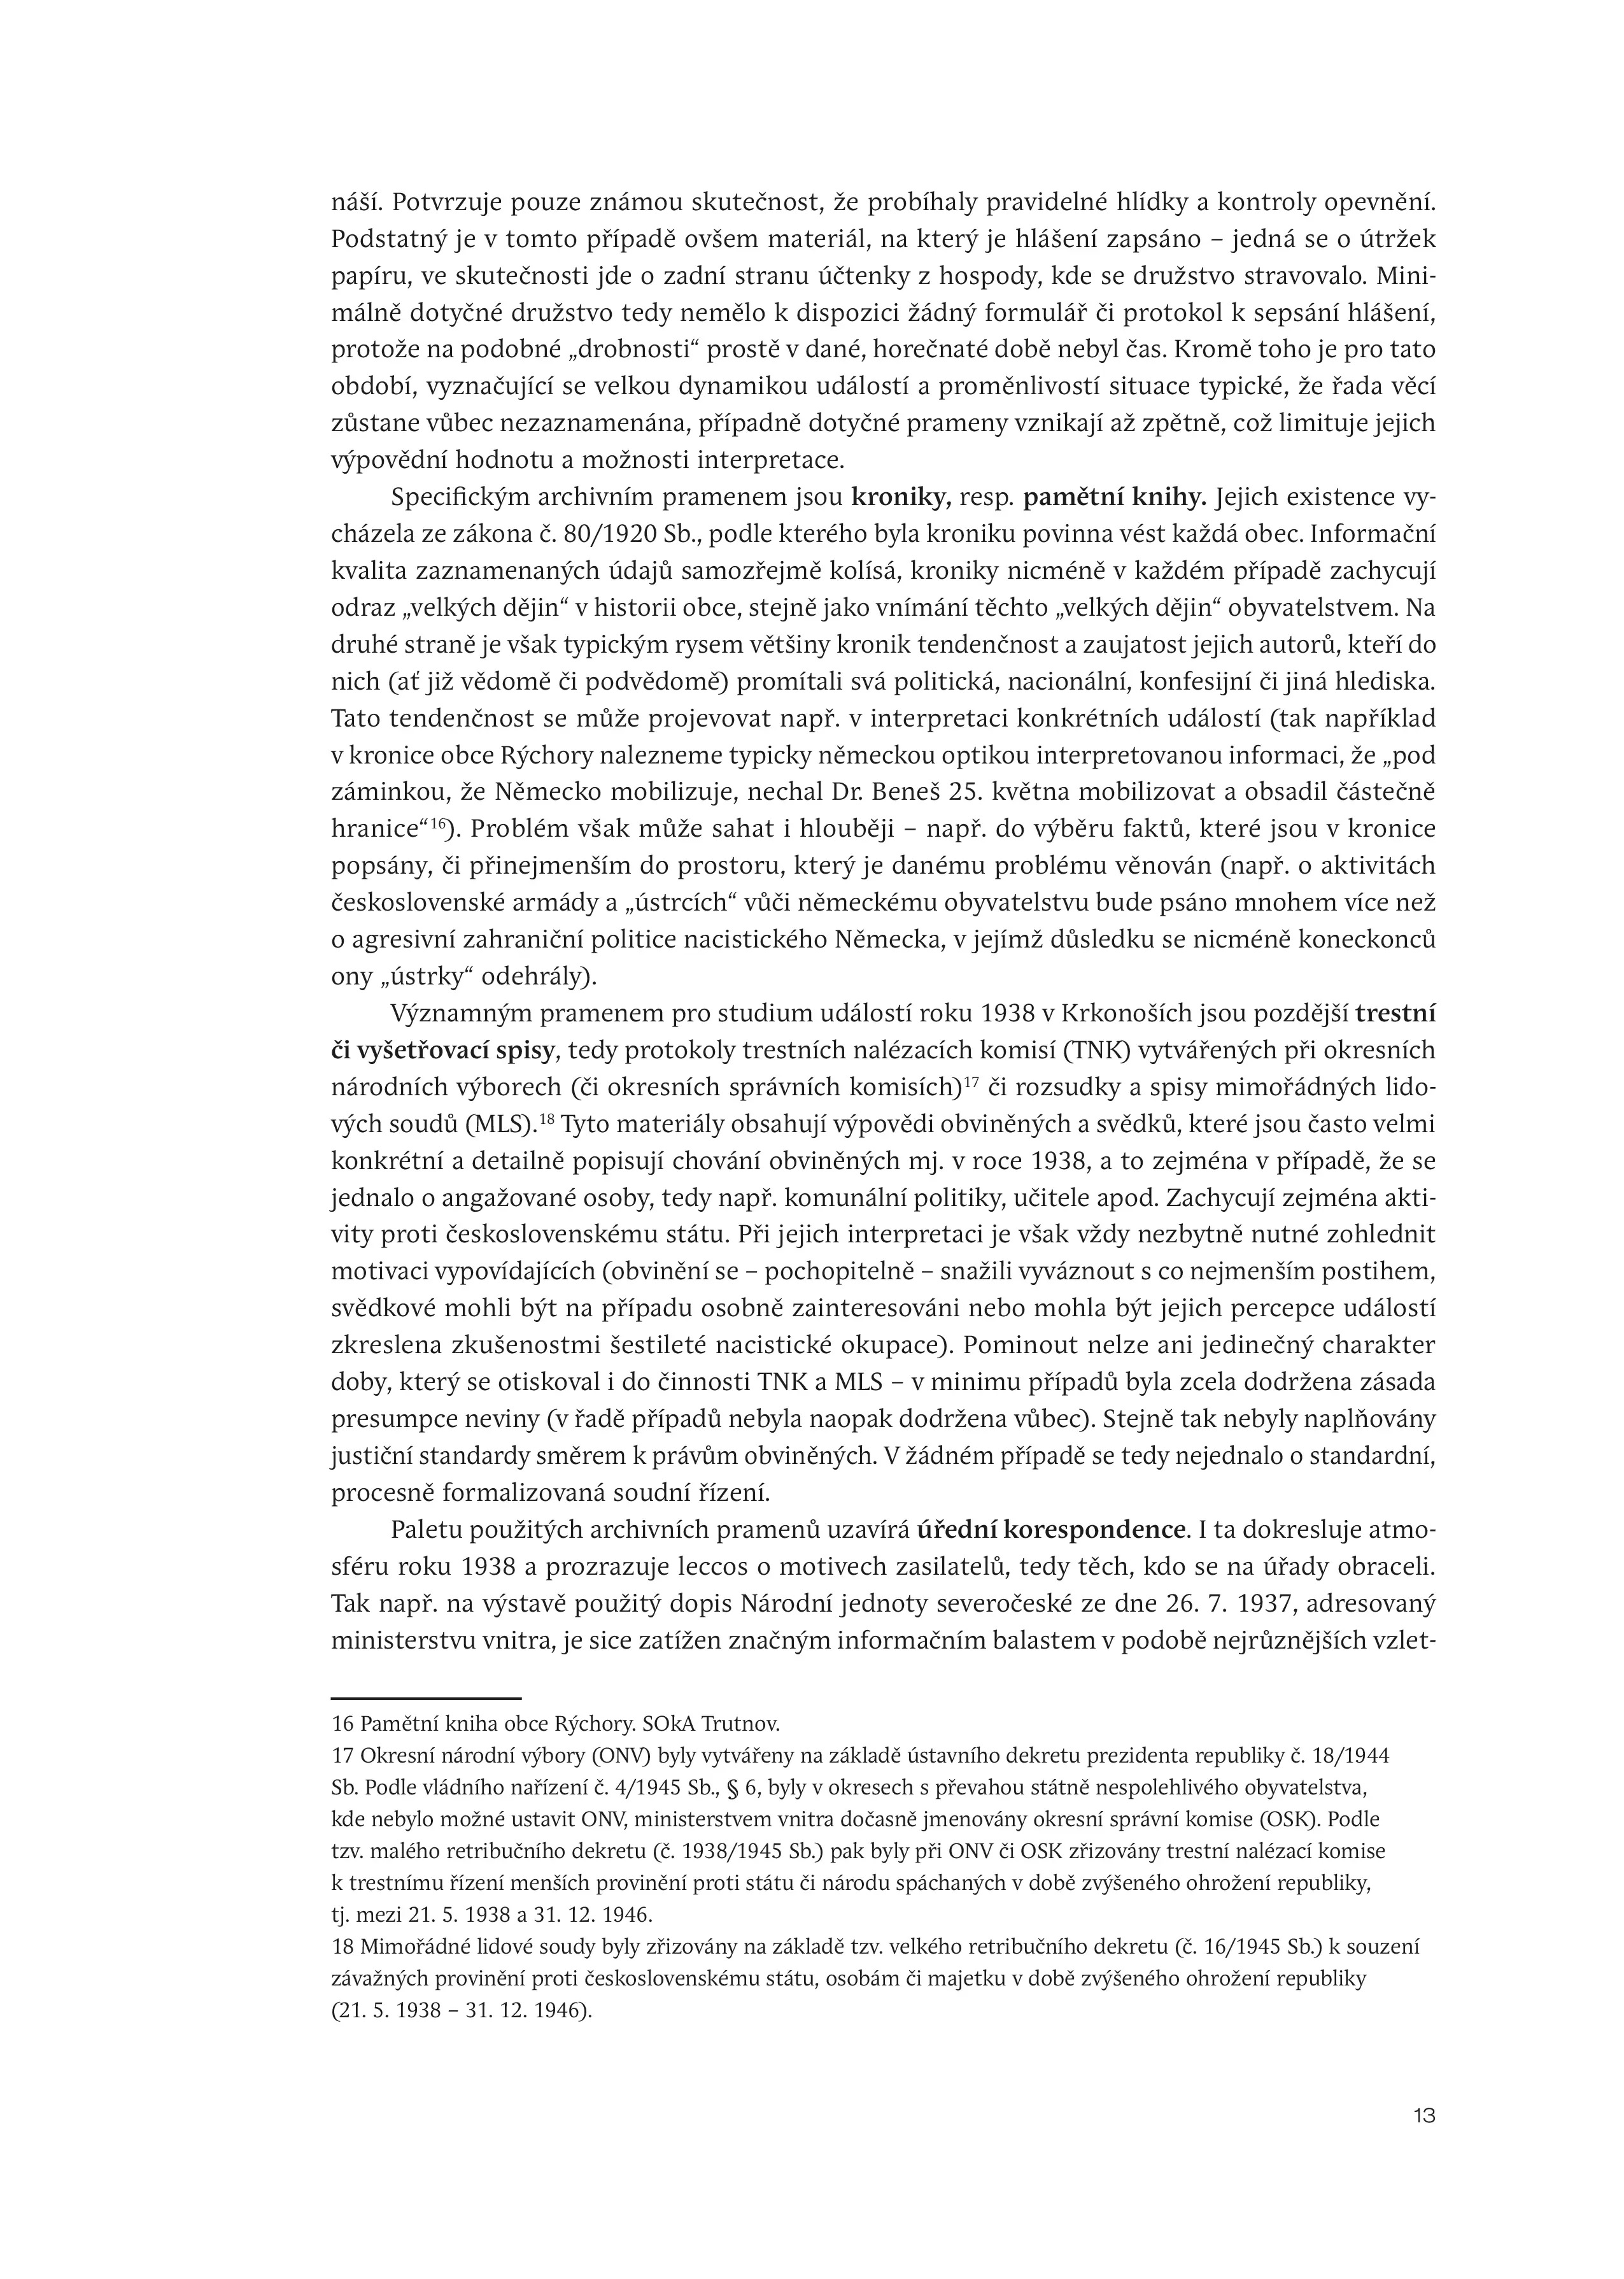 náší. Potvrzuje pouze známou skutečnost, že probíhaly pravidelné hlídky a kontroly opevnění.
Podstatný je v tomto případě ovšem materiál, na který je hlášení zapsáno – jedná se o útržek
papíru, ve skutečnosti jde o zadní stranu účtenky z hospody, kde se družstvo stravovalo. Mini-
málně dotyčné družstvo tedy nemělo k dispozici žádný formulář či protokol k sepsání hlášení,
protože na podobné „drobnosti“ prostě v dané, horečnaté době nebyl čas. Kromě toho je pro tato
období, vyznačující se velkou dynamikou událostí a proměnlivostí situace typické, že řada věcí
zůstane vůbec nezaznamenána, případně dotyčné prameny vznikají až zpětně, což limituje jejich
výpovědní hodnotu a možnosti interpretace.
Specifickým archivním pramenem jsou kroniky, resp. pamětní knihy. Jejich existence vy-
cházela ze zákona č. 80/1920 Sb., podle kterého byla kroniku povinna vést každá obec. Informační
kvalita zaznamenaných údajů samozřejmě kolísá, kroniky nicméně v každém případě zachycují
odraz „velkých dějin“ v historii obce, stejně jako vnímání těchto „velkých dějin“ obyvatelstvem. Na
druhé straně je však typickým rysem většiny kronik tendenčnost a zaujatost jejich autorů, kteří do
nich (ať již vědomě či podvědomě) promítali svá politická, nacionální, konfesijní či jiná hlediska.
Tato tendenčnost se může projevovat např. v interpretaci konkrétních událostí (tak například
v kronice obce Rýchory nalezneme typicky německou optikou interpretovanou informaci, že „pod
záminkou, že Německo mobilizuje, nechal Dr. Beneš 25. května mobilizovat a obsadil částečně
hranice“16). Problém však může sahat i hlouběji – např. do výběru faktů, které jsou v kronice
popsány, či přinejmenším do prostoru, který je danému problému věnován (např. o aktivitách
československé armády a „ústrcích“ vůči německému obyvatelstvu bude psáno mnohem více než
o agresivní zahraniční politice nacistického Německa, v jejímž důsledku se nicméně koneckonců
ony „ústrky“ odehrály).
Významným pramenem pro studium událostí roku 1938 v Krkonoších jsou pozdější trestní
či vyšetřovací spisy, tedy protokoly trestních nalézacích komisí (TNK) vytvářených při okresních
národních výborech (či okresních správních komisích)17 či rozsudky a spisy mimořádných lido-
vých soudů (MLS).18 Tyto materiály obsahují výpovědi obviněných a svědků, které jsou často velmi
konkrétní a detailně popisují chování obviněných mj. v roce 1938, a to zejména v případě, že se
jednalo o angažované osoby, tedy např. komunální politiky, učitele apod. Zachycují zejména akti-
vity proti československému státu. Při jejich interpretaci je však vždy nezbytně nutné zohlednit
motivaci vypovídajících (obvinění se – pochopitelně – snažili vyváznout s co nejmenším postihem,
svědkové mohli být na případu osobně zainteresováni nebo mohla být jejich percepce událostí
zkreslena zkušenostmi šestileté nacistické okupace). Pominout nelze ani jedinečný charakter
doby, který se otiskoval i do činnosti TNK a MLS – v minimu případů byla zcela dodržena zásada
presumpce neviny (v řadě případů nebyla naopak dodržena vůbec). Stejně tak nebyly naplňovány
justiční standardy směrem k právům obviněných. V žádném případě se tedy nejednalo o standardní,
procesně formalizovaná soudní řízení.
Paletu použitých archivních pramenů uzavírá úřední korespondence. I ta dokresluje atmo-
sféru roku 1938 a prozrazuje leccos o motivech zasilatelů, tedy těch, kdo se na úřady obraceli.
Tak např. na výstavě použitý dopis Národní jednoty severočeské ze dne 26. 7. 1937, adresovaný
ministerstvu vnitra, je sice zatížen značným informačním balastem v podobě nejrůznějších vzlet-
16 Pamětní kniha obce Rýchory. SOkA Trutnov.
17 Okresní národní výbory (ONV) byly vytvářeny na základě ústavního dekretu prezidenta republiky č. 18/1944
Sb. Podle vládního nařízení č. 4/1945 Sb., § 6, byly v okresech s převahou státně nespolehlivého obyvatelstva,
kde nebylo možné ustavit ONV, ministerstvem vnitra dočasně jmenovány okresní správní komise (OSK). Podle
tzv. malého retribučního dekretu (č. 1938/1945 Sb.) pak byly při ONV či OSK zřizovány trestní nalézací komise
k trestnímu řízení menších provinění proti státu či národu spáchaných v době zvýšeného ohrožení republiky,
tj. mezi 21. 5. 1938 a 31. 12. 1946.
18 Mimořádné lidové soudy byly zřizovány na základě tzv. velkého retribučního dekretu (č. 16/1945 Sb.) k souzení
závažných provinění proti československému státu, osobám či majetku v době zvýšeného ohrožení republiky
(21. 5. 1938 – 31. 12. 1946).
13